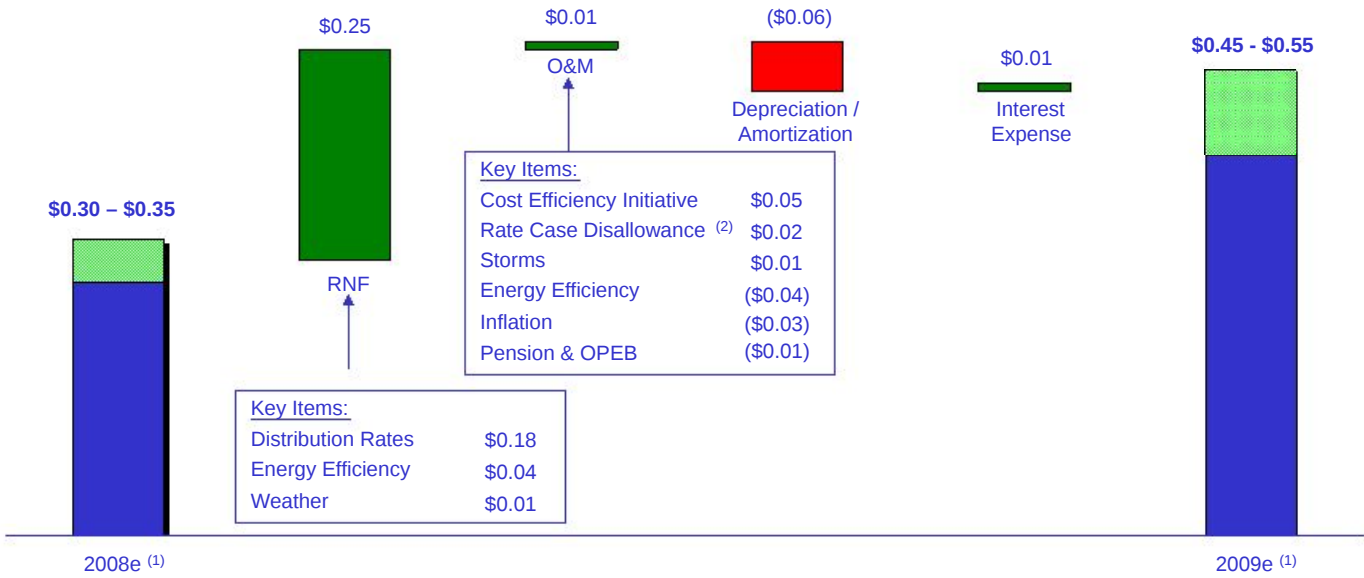 $0.25
$0.01
($0.06)
$0.01
$0.45 - $0.55
O&M
Depreciation /
Amortization
Interest
Expense
$0.30 – $0.35
RNF
Key Items:
Cost Efficiency Initiative $0.05
Rate Case Disallowance (2) $0.02
Storms $0.01
Energy Efficiency ($0.04)
Inflation ($0.03)
Pension & OPEB ($0.01)
Key Items:
Distribution Rates $0.18
Energy Efficiency $0.04
Weather $0.01
2008e (1)
2009e (1)